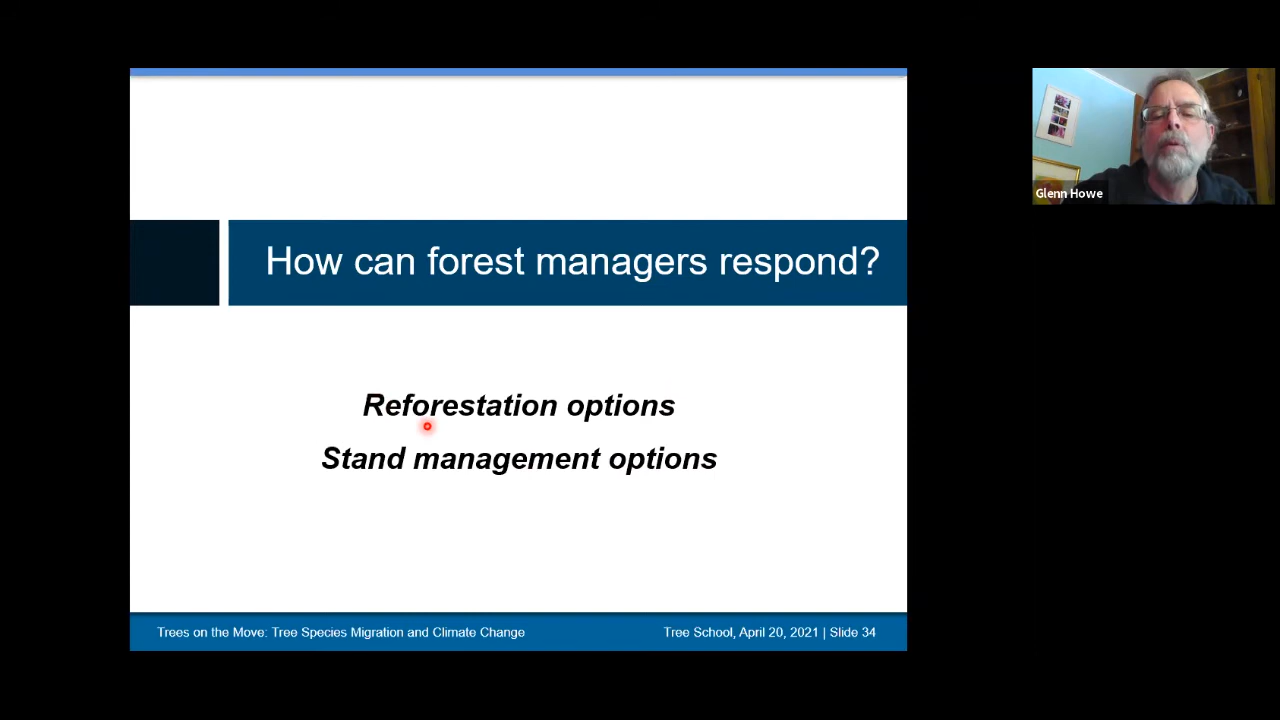 How can forest managers respond?
Reforestation options
Stand management options
Trees on the Move: Tree Species Migration and Climate Change
Tree School, April 20, 2021 | Slide 34
Glenn Howe